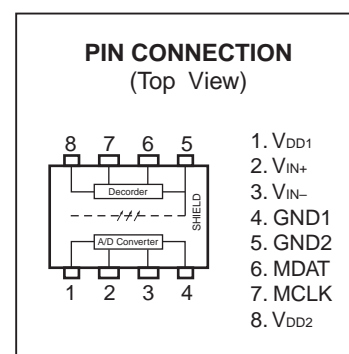 PIN CONNECTION
(Top View)
8 7 6 5
Decorder
SHIELD
A/D Converter
1 2 3 4
1. VDD1
2. VIN+
3. VIN–
4. GND1
5. GND2
6. MDAT
7. MCLK
8. VDD2